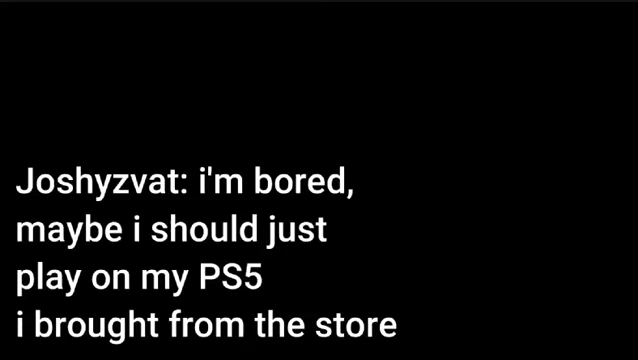 Joshyzvat: i'm bored,
maybe i should just
play on my PS5
i brought from the store